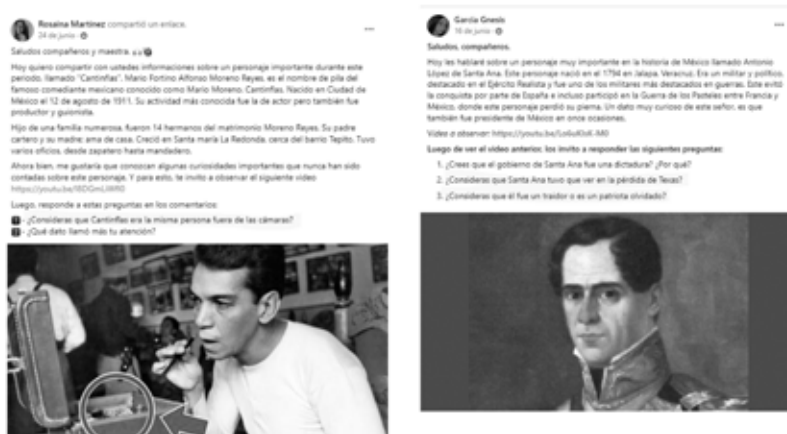 Rosaina Martínez compartió un enlace.
24 de junio
Saludos compañeros y maestra.
Hoy quiero compartir con ustedes informaciones sobre un personaje importante durante este
periodo, llamado "Cantinflas". Mario Fortino Alfonso Moreno Reyes, es el nombre de pila del
famoso comediante mexicano conocido como Mario Moreno. Cantinflas. Nacido en Ciudad de
México el 12 de agosto de 1911. Su actividad más conocida fue la de actor pero también fue
productor y guionista.
Hijo de una familia numerosa, fueron 14 hermanos del matrimonio Moreno Reyes. Su padre
cartero y su madre; ama de casa. Creció en Santa maría La Redonda, cerca del barrio Tepito. Tuvo
varios oficios, desde zapatero hasta mandadero.
Ahora bien, me gustaría que conozcan algunas curiosidades importantes que nunca han sido
contadas sobre este personaje. Y para esto, te invito a observar el siguiente video
Luego, responde a estas preguntas en los comentarios:
1 - ¿Consideras que Cantinflas era la misma persona fuera de las cámaras?
2 - ¿Qué dato llamó más tu atención?
García Gnesis
16 de junio
Saludos, compañeros.
Hoy les hablaré sobre un personaje muy importante en la historia de México llamado Antonio
López de Santa Ana. Este personaje nació en el 1794 en Jalapa, Veracruz. Era un militar y político,
destacado en el Ejército Realista y fue uno de los militares más destacados en guerras. Este evitó
la conquista por parte de España e incluso participó en la Guerra de los Pasteles entre Francia y
México, donde este personaje perdió su pierna. Un dato muy curioso de este señor, es que
también fue presidente de México en once ocasiones.
Video a observar:
Luego de ver el video anterior, los invito a responder las siguientes preguntas:
1. ¿Crees que el gobierno de Santa Ana fue una dictadura? ¿Por qué?
2. ¿Consideras que Santa Ana tuvo que ver en la pérdida de Texas?
3. ¿Consideras que él fue un traidor o es un patriota olvidado?